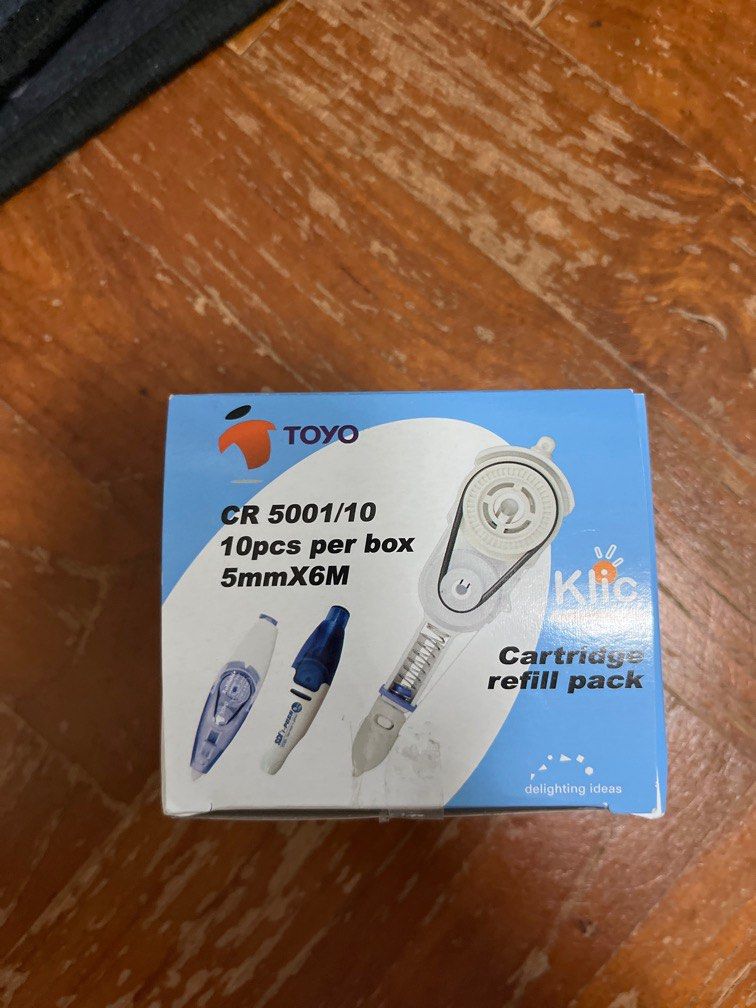 TOYO
CR 5001/10
10pcs per box
5mmX6M
Klic
Cartridge
refill pack
delighting ideas